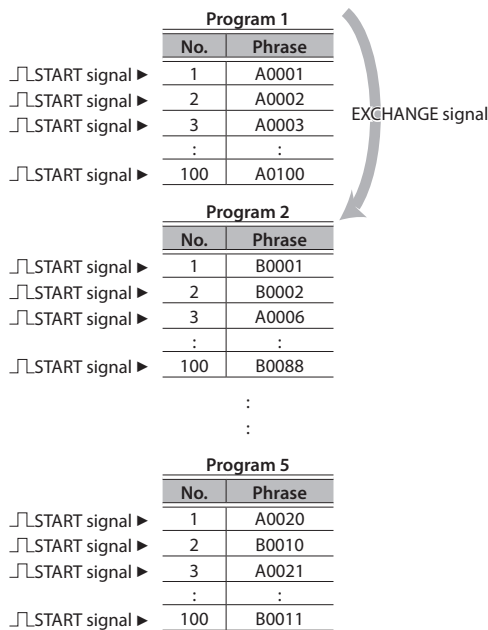 Program 1
No. Phrase
START signal ► 1 A0001
START signal ► 2 A0002
START signal ► 3 A0003
EXCHANGE signal
: :
START signal ► 100 A0100
Program 2
No. Phrase
START signal ► 1 B0001
START signal ► 2 B0002
START signal ► 3 A0006
: :
START signal ► 100 B0088
:
:
Program 5
No. Phrase
START signal ► 1 A0020
START signal ► 2 B0010
START signal ► 3 A0021
: :
START signal ► 100 B0011